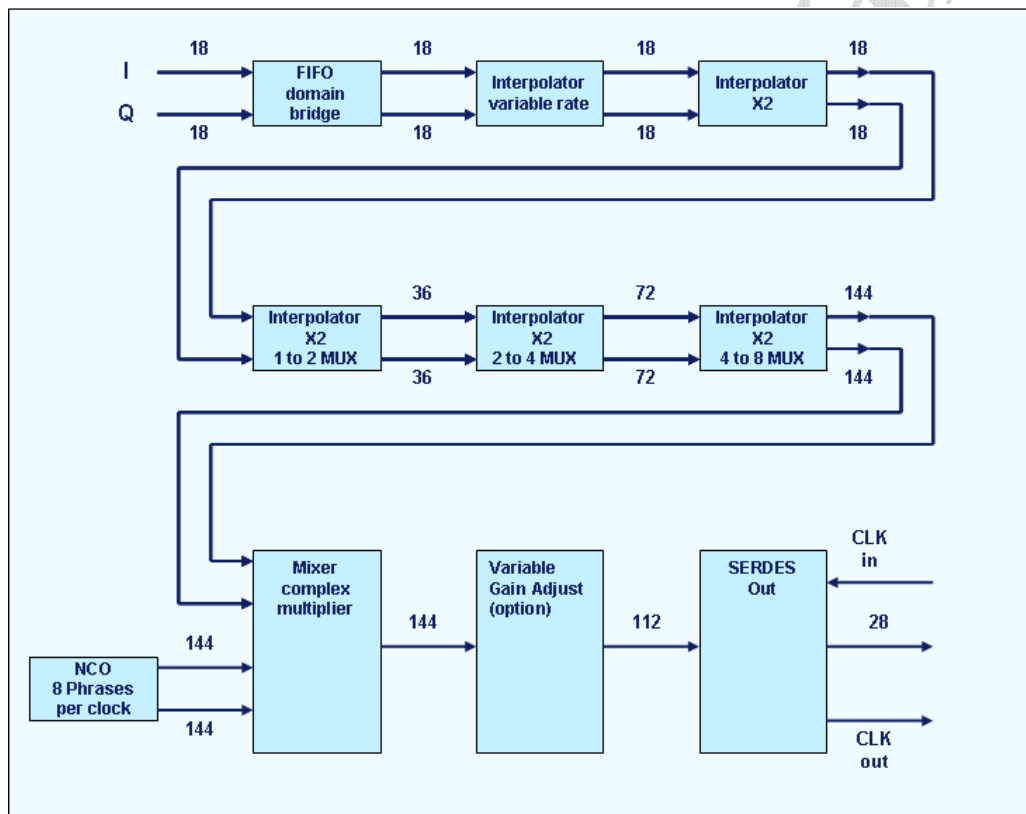 18
18
18
18
I
FIFO
domain
bridge
Interpolator
variable rate
Interpolator
X2
Q
18
18
18
18
36
72
144
Interpolator
X2
1 to 2 MUX
Interpolator
X2
2 to 4 MUX
Interpolator
X2
4 to 8 MUX
36
72
144
Mixer
complex
multiplier
Variable
Gain Adjust
(option)
SERDES
Out
CLK
in
144
144
112
28
NCO
8 Phrases
per clock
144
CLK
out